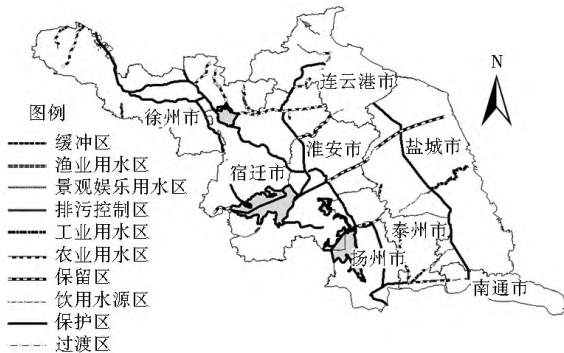 N
连云港市
图例
徐州市
缓冲区
淮安市
盐城市
渔业用水区
宿迁市
景观娱乐用水区
排污控制区
工业用水区
泰州市
农业用水区
扬州市
保留区
南通市
饮用水源区
保护区
过渡区